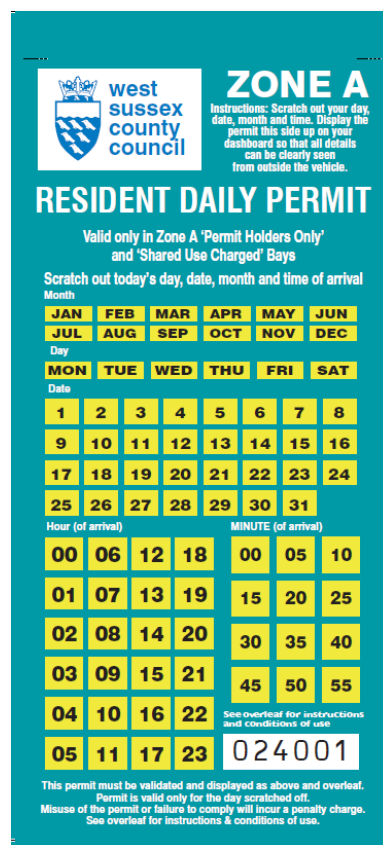 west
sussex
county
council
ZONE A
Instructions: Scratch out your day,
date, month and time. Display the
permit this side up on your
dashboard so that all details
can be clearly seen
from outside the vehicle.
RESIDENT DAILY PERMIT
Valid only in Zone A ‘Permit Holders Only’
and ‘Shared Use Charged’ Bays
Scratch out today’s day, date, month and time of arrival
Month
JAN FEB MAR APR MAY JUN
JUL AUG SEP OCT NOV DEC
Day
MON TUE WED THU FRI SAT
Date
1 2 3 4 5 6 7 8
9 10 11 12 13 14 15 16
17 18 19 20 21 22 23 24
25 26 27 28 29 30 31
Hour (of arrival)
00 06 12 18
01 07 13 19
02 08 14 20
03 09 15 21
04 10 16 22
05 11 17 23
MINUTE (of arrival)
00 05 10
15 20 25
30 35 40
45 50 55
See overleaf for instructions
and conditions of use
024001
This permit must be validated and displayed as above and overleaf.
Permit is valid only for the day scratched off.
Misuse of the permit or failure to comply will incur a penalty charge.
See overleaf for instructions & conditions of use.